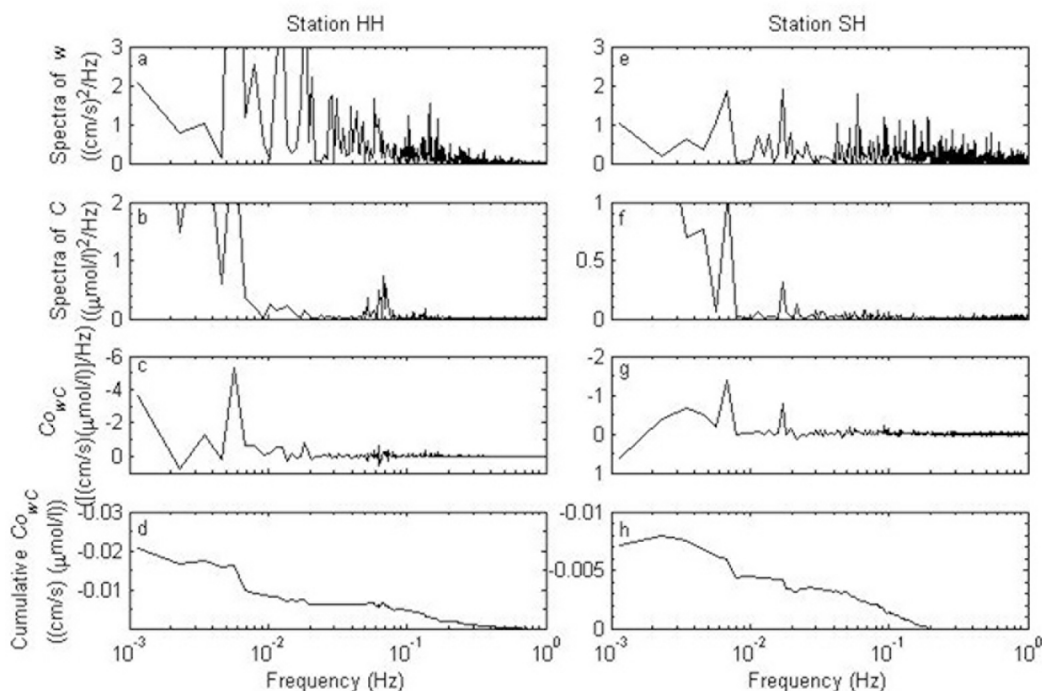 Station HH
Station SH
Spectra of w
((cm/s)²/Hz)
3
2
1
0
a
3
2
1
0
e
Spectra of C
((μmol/l)²/Hz)
2
1
0
b
1
0.5
0
f
Co_wC
([(cm/s)(μmol/l)]/Hz)
-6
-4
-2
0
c
-2
-1
0
1
g
Cumulative Co_wC
((cm/s) (μmol/l))
-0.03
-0.02
-0.01
d
-0.01
-0.005
0
h
10⁻³ 10⁻² 10⁻¹ 10⁰
10⁻³ 10⁻² 10⁻¹ 10⁰
Frequency (Hz)
Frequency (Hz)